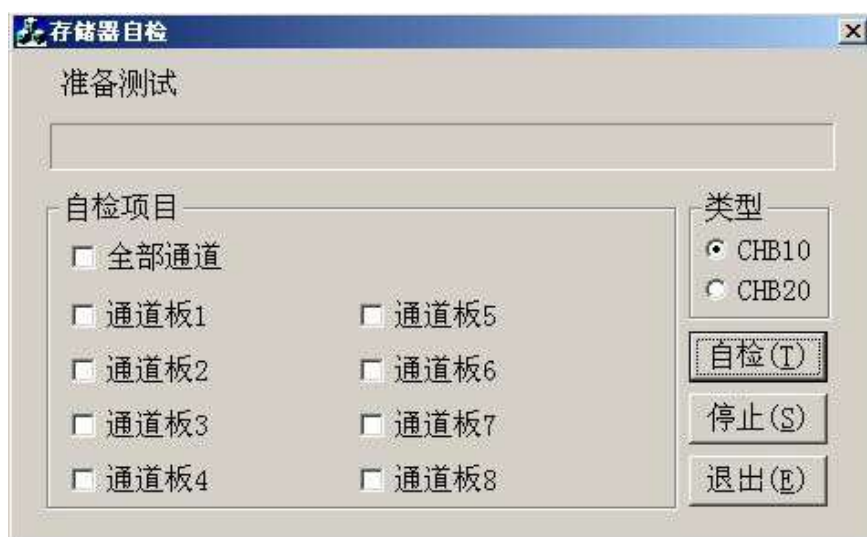 存储器自检
准备测试
自检项目
全部通道
通道板1
通道板5
通道板2
通道板6
通道板3
通道板7
通道板4
通道板8
类型
CHB10
CHB20
自检(T)
停止(S)
退出(E)